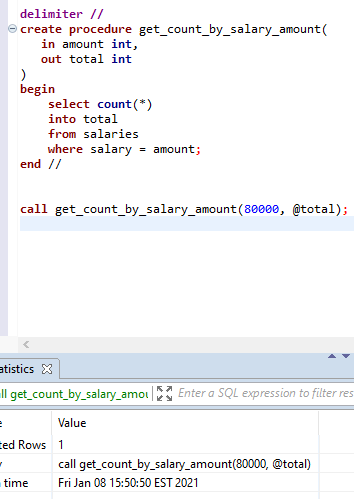 delimiter //
create procedure get_count_by_salary_amount(
in amount int,
out total int
)
begin
select count(*)
into total
from salaries
where salary = amount;
end //
call get_count_by_salary_amount(80000, @total);
atistics
ll get_count_by_salary_amou
Enter a SQL expression to filter res
e Value
ted Rows 1
y call get_count_by_salary_amount(80000, @total)
n time Fri Jan 08 15:50:50 EST 2021